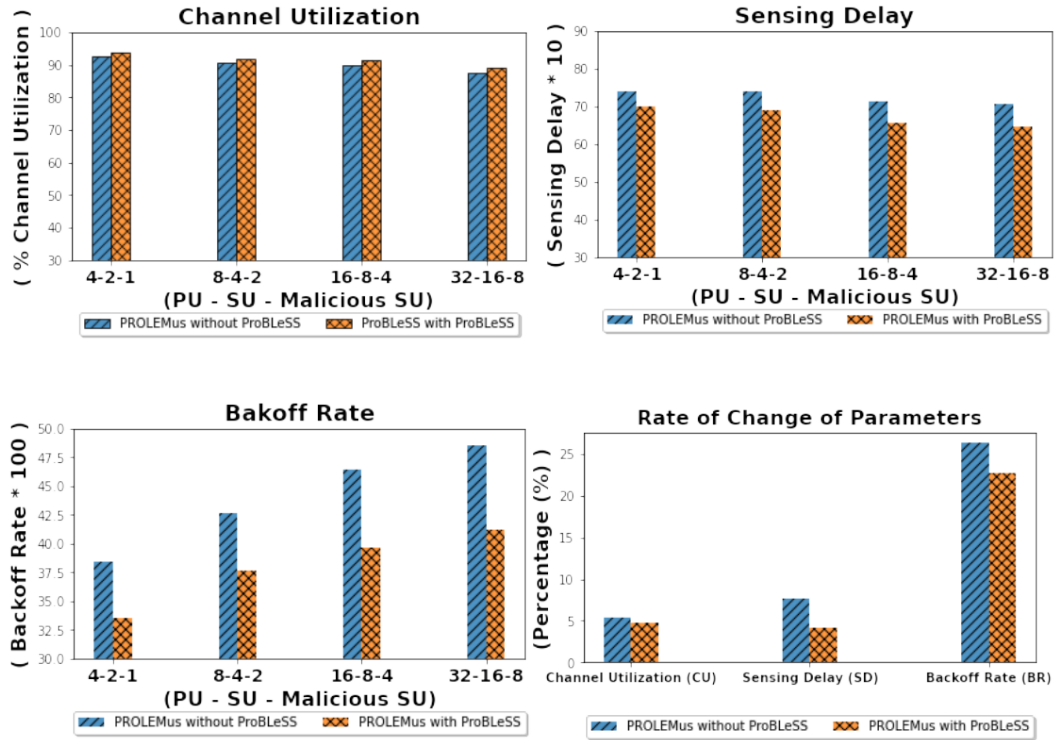 Channel Utilization
( % Channel Utilization )
100
90
80
70
60
50
40
30
4-2-1 8-4-2 16-8-4 32-16-8
(PU - SU - Malicious SU)
PROLEMus without ProBLeSS ProBLeSS with ProBLeSS
Sensing Delay
( Sensing Delay * 10 )
90
80
70
60
50
40
30
4-2-1 8-4-2 16-8-4 32-16-8
(PU - SU - Malicious SU)
PROLEMus without ProBLeSS PROLEMus with ProBLeSS
Bakoff Rate
( Backoff Rate * 100 )
50.0
47.5
45.0
42.5
40.0
37.5
35.0
32.5
30.0
4-2-1 8-4-2 16-8-4 32-16-8
(PU - SU - Malicious SU)
PROLEMus without ProBLeSS PROLEMus with ProBLeSS
Rate of Change of Parameters
(Percentage (%) )
25
20
15
10
5
0
Channel Utilization (CU) Sensing Delay (SD) Backoff Rate (BR)
PROLEMus without ProBLeSS PROLEMus with ProBLeSS